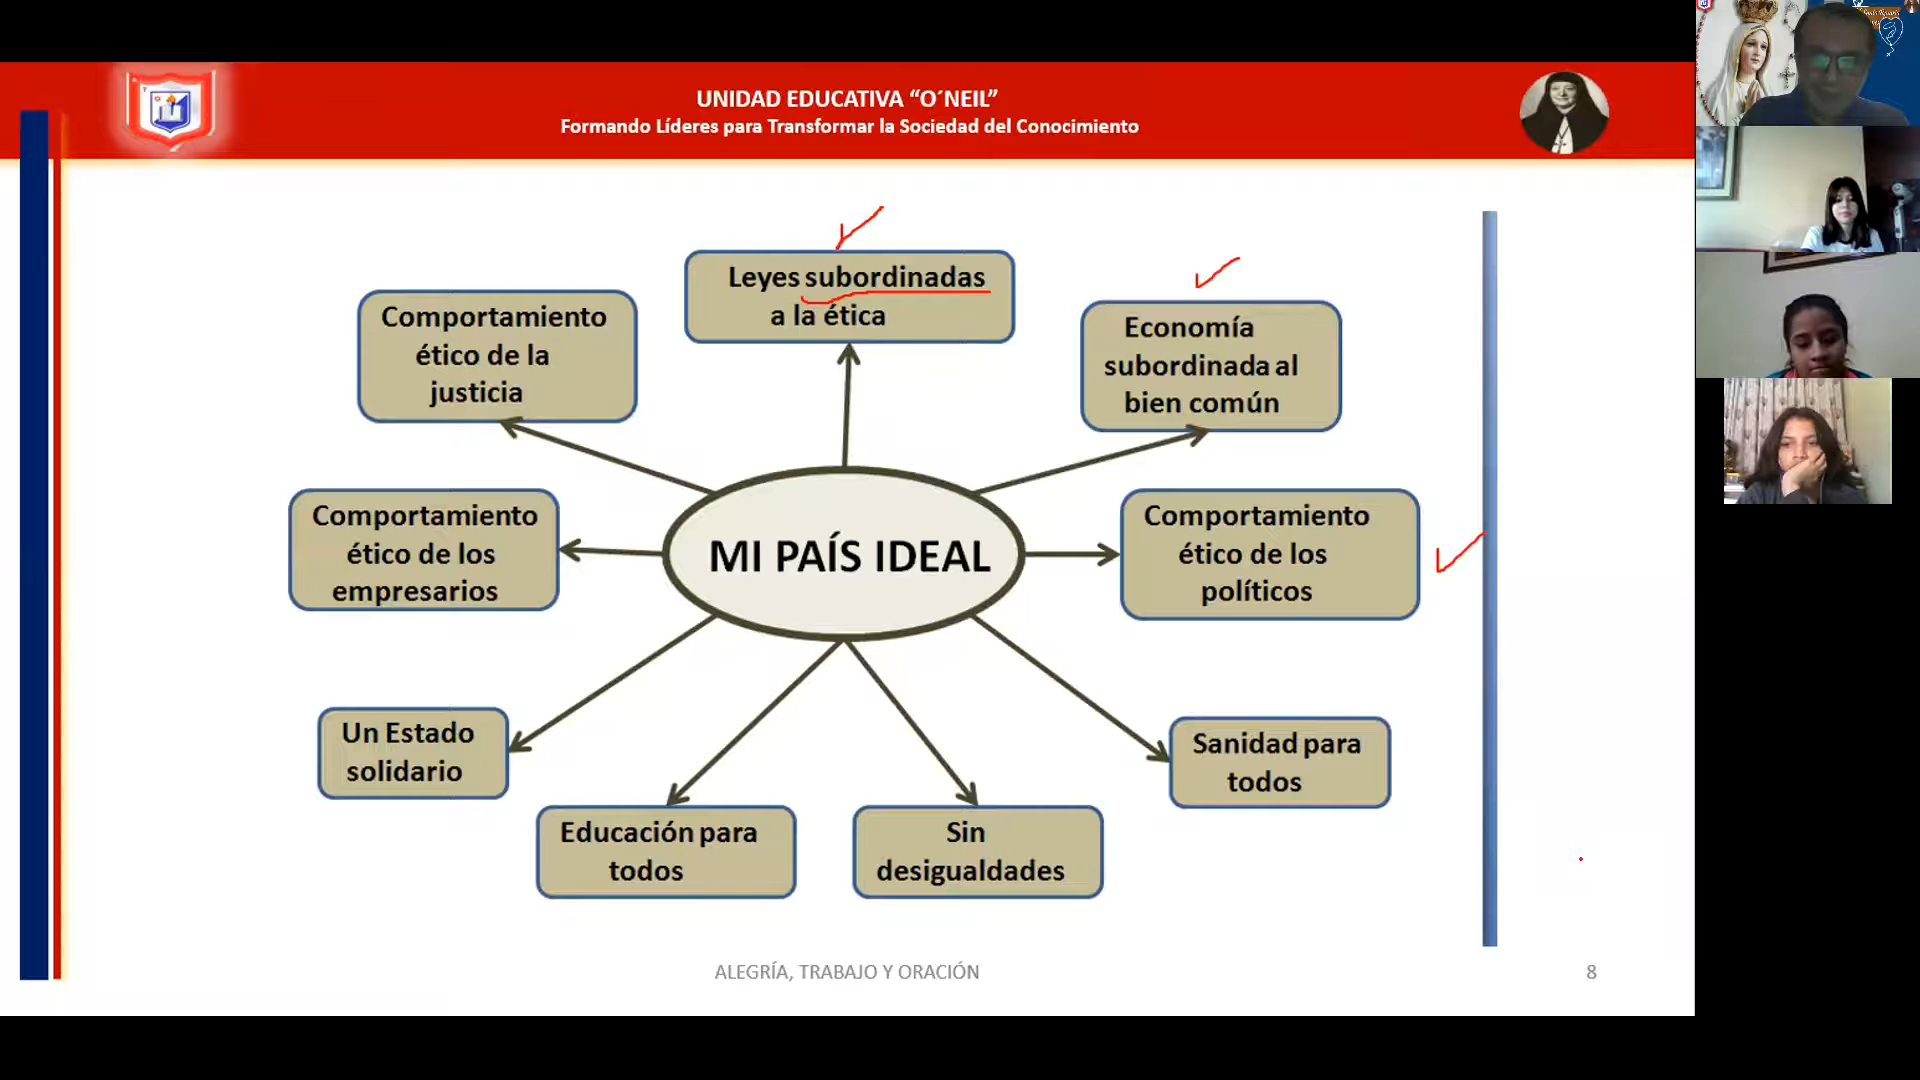 UNIDAD EDUCATIVA “O´NEIL”
Formando Líderes para Transformar la Sociedad del Conocimiento
Leyes subordinadas
a la ética
Comportamiento
ético de la
justicia
Economía
subordinada al
bien común
Comportamiento
ético de los
empresarios
MI PAÍS IDEAL
Comportamiento
ético de los
políticos
Un Estado
solidario
Sanidad para
todos
Educación para
todos
Sin
desigualdades
ALEGRÍA, TRABAJO Y ORACIÓN
8